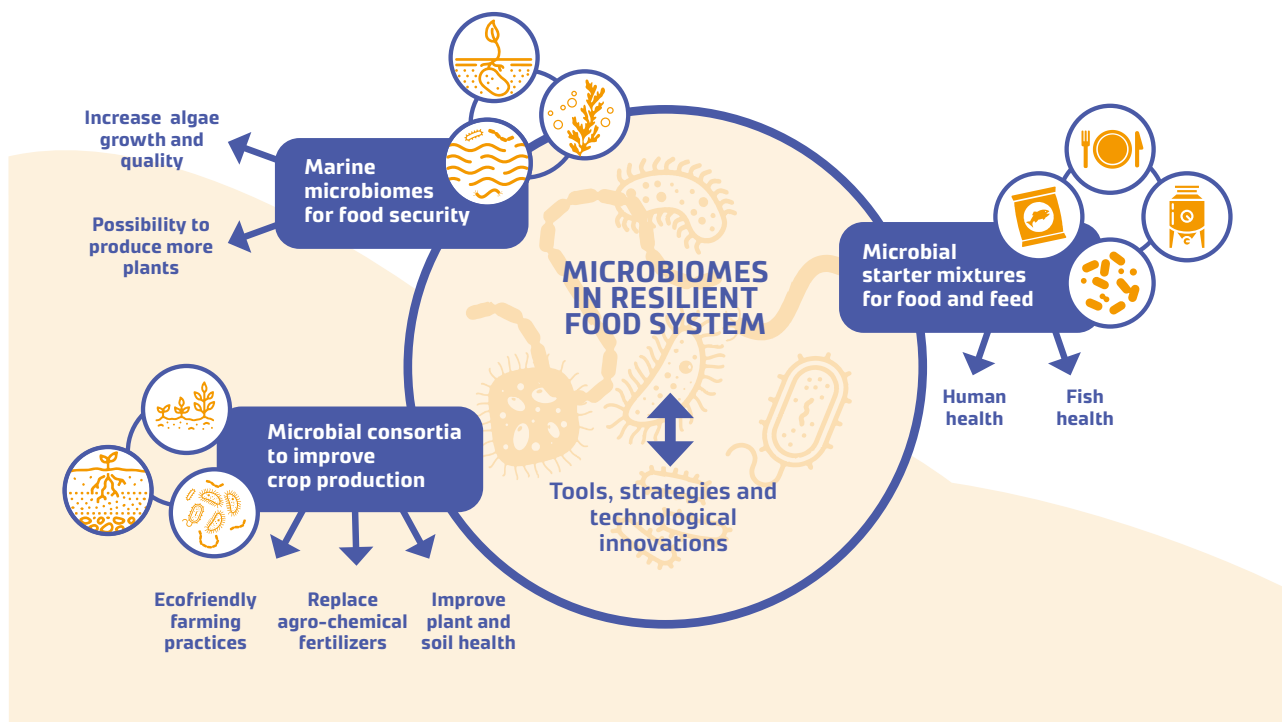 Increase algae
growth and
quality
Possibility to
produce more
plants
Marine
microbiomes
for food security
MICROBIOMES
IN RESILIENT
FOOD SYSTEM
Tools, strategies and
technological
innovations
Microbial
starter mixtures
for food and feed
Human
health
Fish
health
Microbial consortia
to improve
crop production
Ecofriendly
farming
practices
Replace
agro-chemical
fertilizers
Improve
plant and
soil health